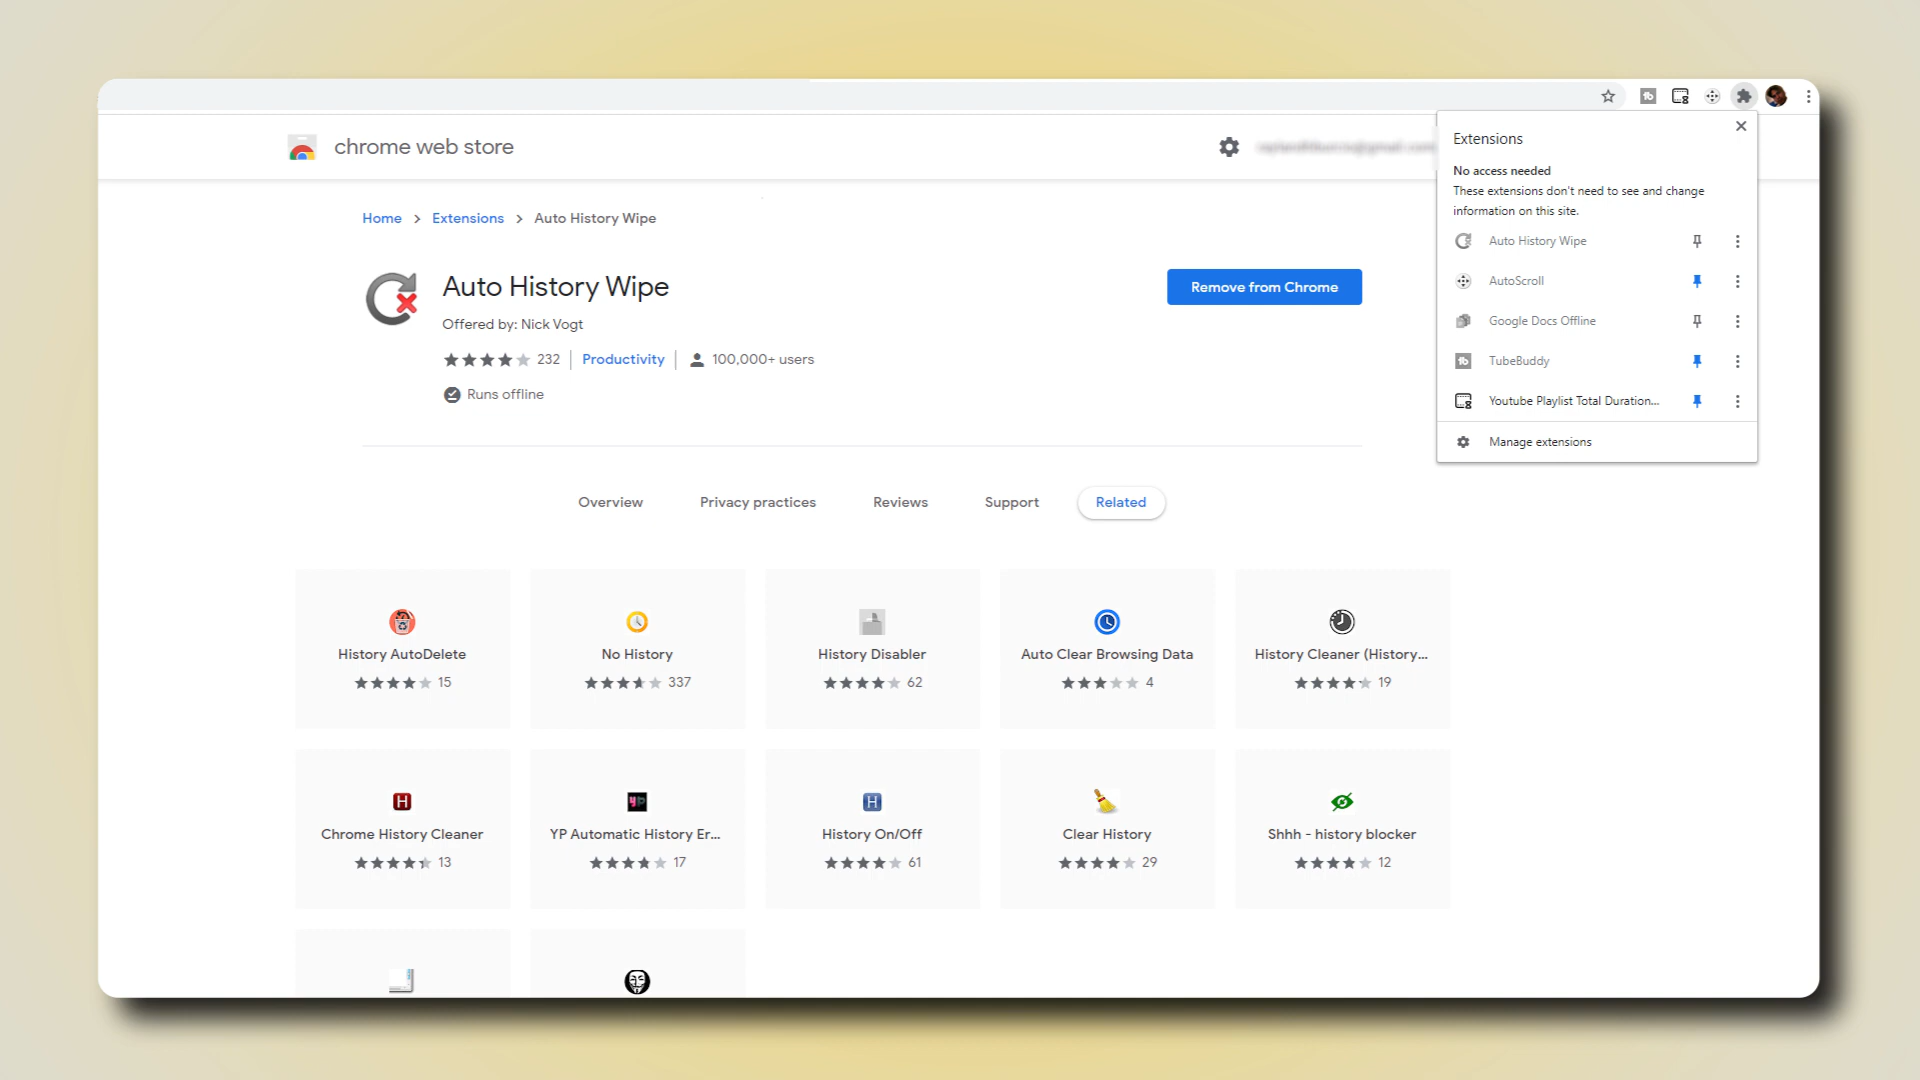 chrome web store
Extensions
No access needed
These extensions don't need to see and change
information on this site.
Auto History Wipe
AutoScroll
Google Docs Offline
TubeBuddy
Youtube Playlist Total Duration...
Manage extensions
Home > Extensions > Auto History Wipe
Auto History Wipe
Remove from Chrome
Offered by: Nick Vogt
232 Productivity 100,000+ users
Runs offline
Overview Privacy practices Reviews Support Related
History AutoDelete
15
No History
337
History Disabler
62
Auto Clear Browsing Data
4
History Cleaner (History...
19
H
Chrome History Cleaner
13
yp
YP Automatic History Er...
17
H
History On/Off
61
Clear History
29
Shhh - history blocker
12